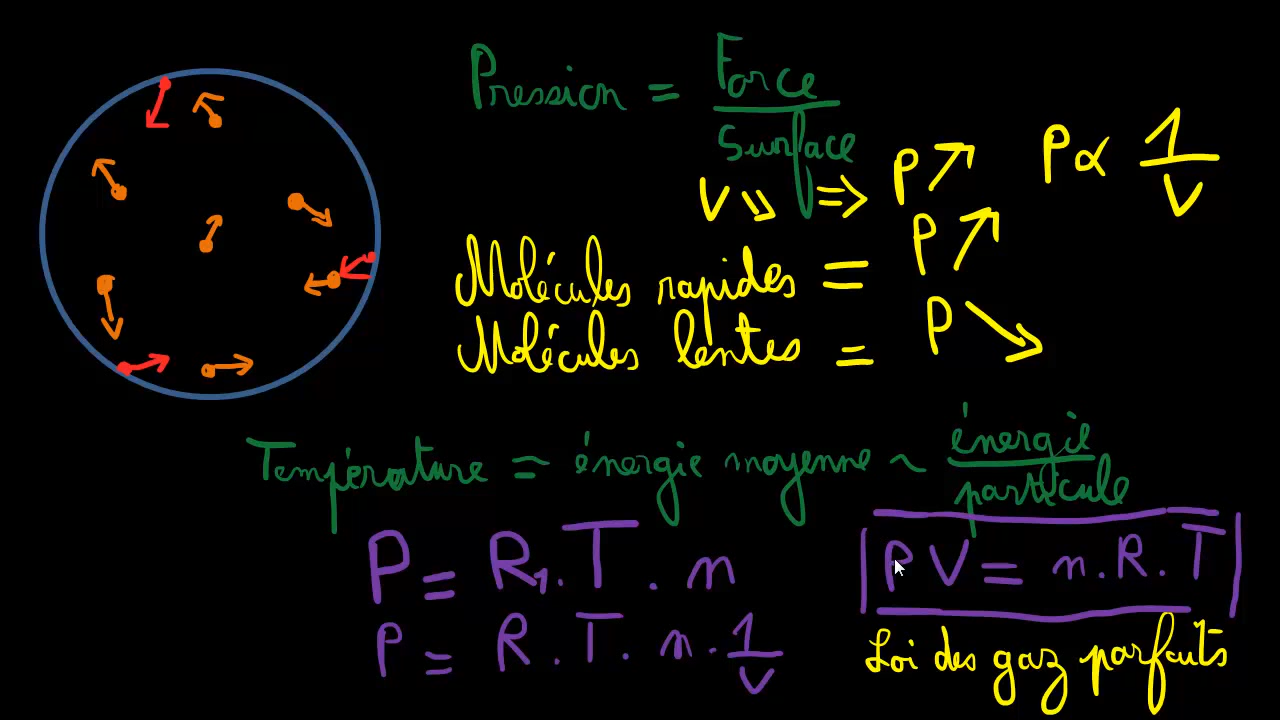 Pression = Force / Surface
V ↘ ⇒ P ↗
P ∝ 1/V
Molécules rapides = P ↗
Molécules lentes = P ↘
Température = énergie moyenne ~ énergie / particule
P = R₁.T.n
PV = n.R.T
P = R.T.n.1/V
Loi des gaz parfaits